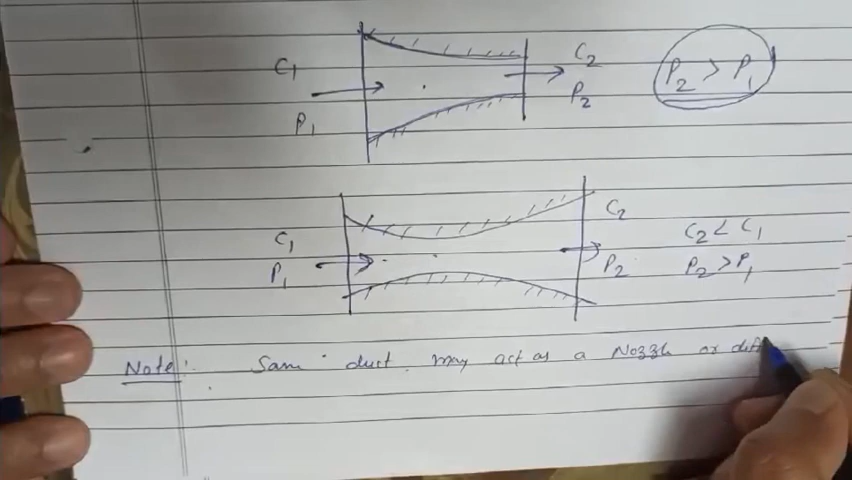 C1 C2 P2 > P1
P1 P2
C1 C2 C2 < C1
P1 P2 P2 > P1
Note:- Same duct may act as a Nozzle or diff